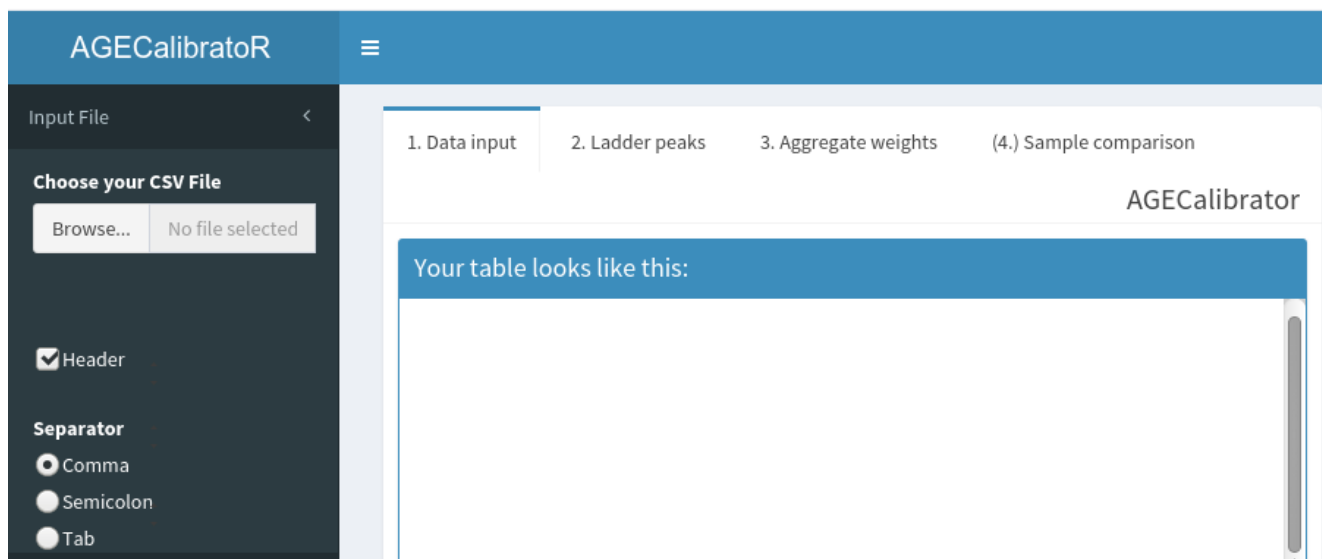 AGECalibratoR
Input File
Choose your CSV File
Browse... No file selected
Header
Separator
Comma
Semicolon
Tab
1. Data input 2. Ladder peaks 3. Aggregate weights (4.) Sample comparison
AGECalibrator
Your table looks like this: